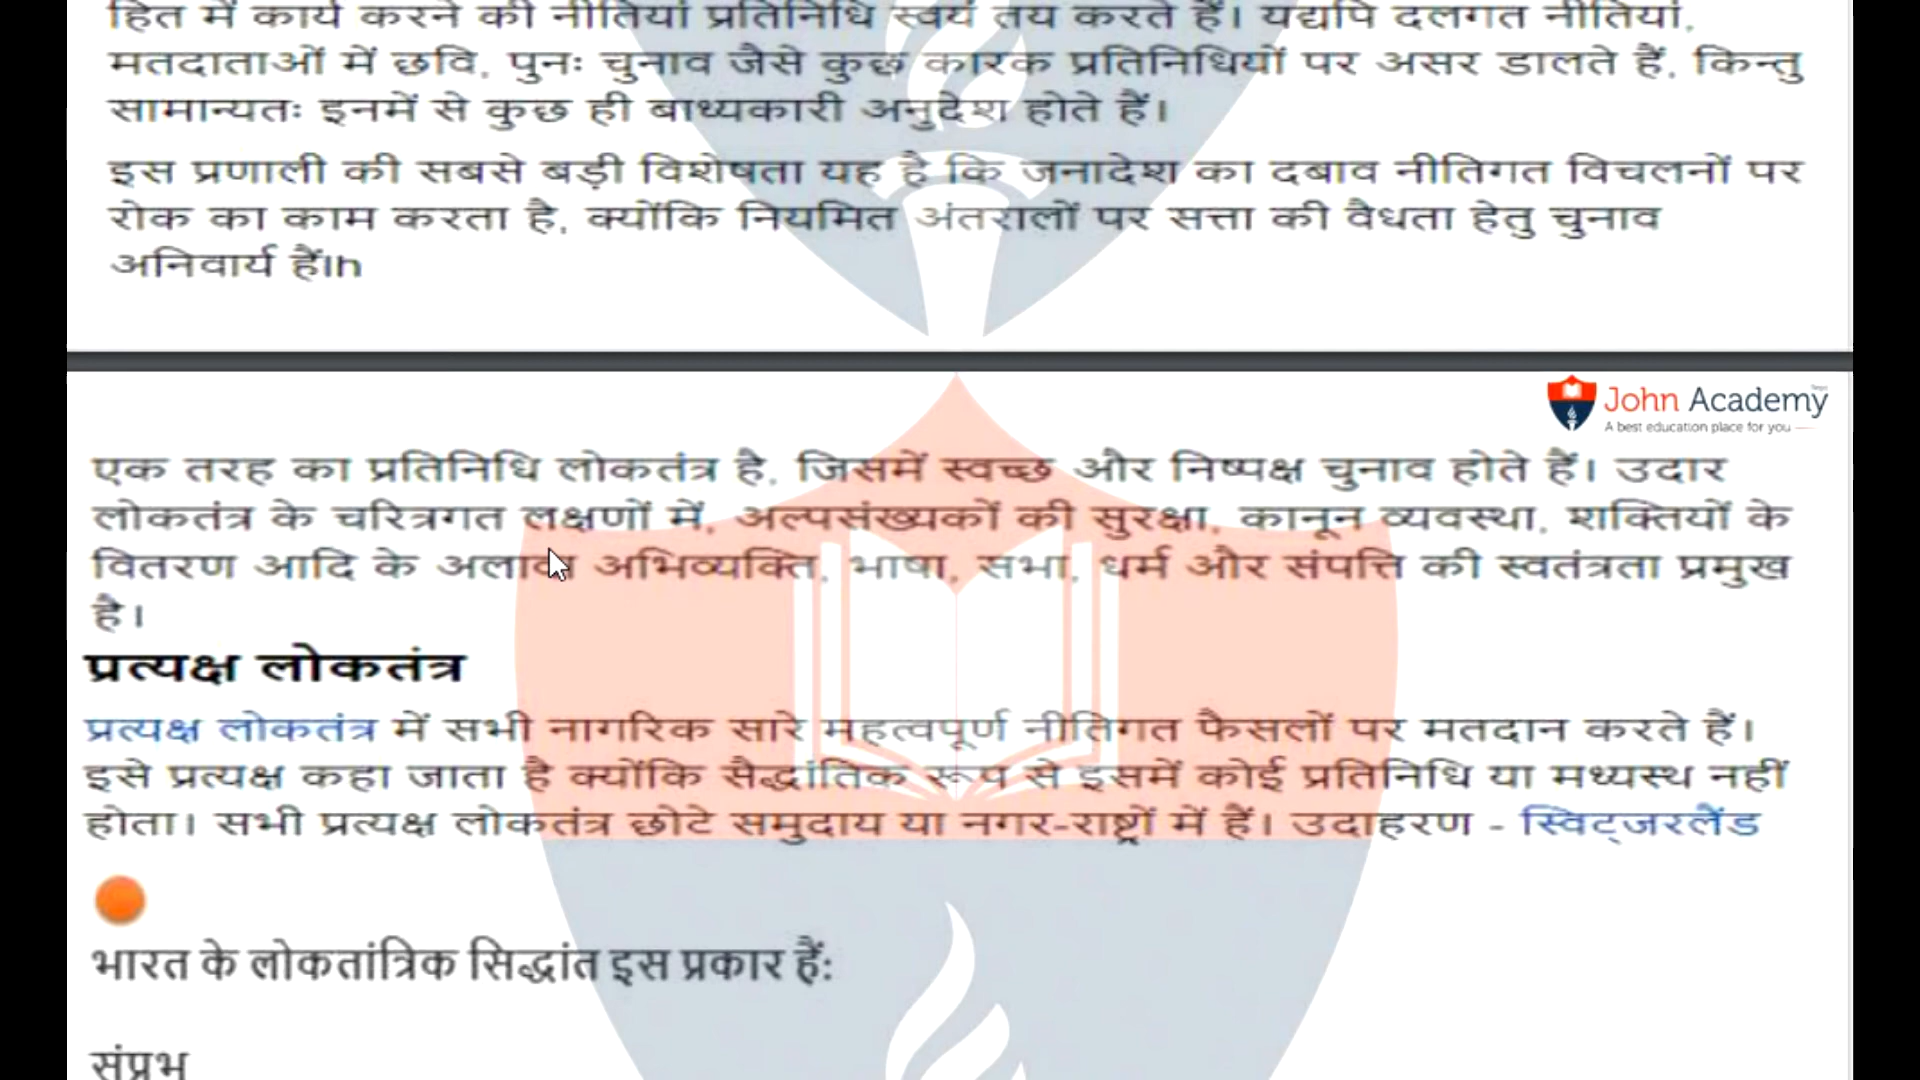 हित में कार्य करने की नीतियां प्रतिनिधि स्वयं तय करते हैं। यद्यपि दलगत नीतियां,
मतदाताओं में छवि, पुनः चुनाव जैसे कुछ कारक प्रतिनिधियों पर असर डालते हैं, किन्तु
सामान्यतः इनमें से कुछ ही बाध्यकारी अनुदेश होते हैं।
इस प्रणाली की सबसे बड़ी विशेषता यह है कि जनादेश का दबाव नीतिगत विचलनों पर
रोक का काम करता है, क्योंकि नियमित अंतरालों पर सत्ता की वैधता हेतु चुनाव
अनिवार्य हैं।h
John Academy
A best education place for you
एक तरह का प्रतिनिधि लोकतंत्र है, जिसमें स्वच्छ और निष्पक्ष चुनाव होते हैं। उदार
लोकतंत्र के चरित्रगत लक्षणों में, अल्पसंख्यकों की सुरक्षा, कानून व्यवस्था, शक्तियों के
वितरण आदि के अलावा अभिव्यक्ति, भाषा, सभा, धर्म और संपत्ति की स्वतंत्रता प्रमुख
है।
प्रत्यक्ष लोकतंत्र
प्रत्यक्ष लोकतंत्र में सभी नागरिक सारे महत्वपूर्ण नीतिगत फैसलों पर मतदान करते हैं।
इसे प्रत्यक्ष कहा जाता है क्योंकि सैद्धांतिक रूप से इसमें कोई प्रतिनिधि या मध्यस्थ नहीं
होता। सभी प्रत्यक्ष लोकतंत्र छोटे समुदाय या नगर-राष्ट्रों में हैं। उदाहरण - स्विट्जरलैंड
भारत के लोकतांत्रिक सिद्धांत इस प्रकार हैं:
संप्रभ